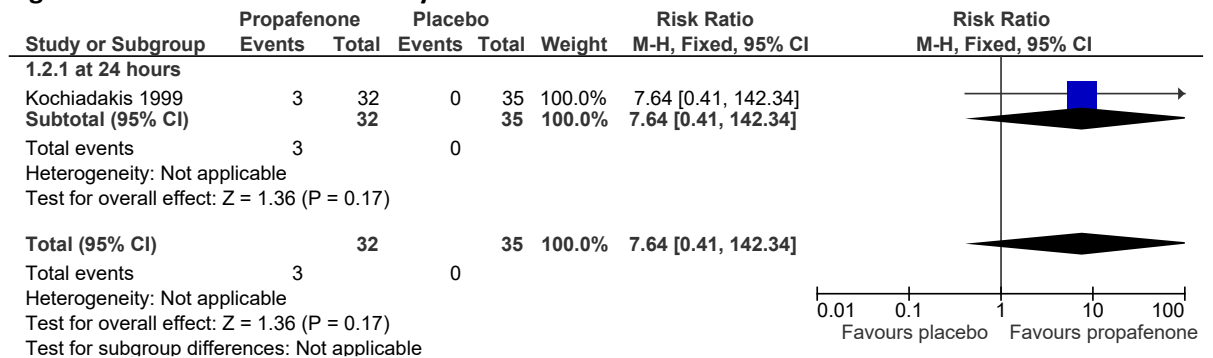 Propafenone Placebo Risk Ratio Risk Ratio
Study or Subgroup Events Total Events Total Weight M-H, Fixed, 95% CI M-H, Fixed, 95% CI
1.2.1 at 24 hours
Kochiadakis 1999 3 32 0 35 100.0% 7.64 [0.41, 142.34]
Subtotal (95% CI) 32 35 100.0% 7.64 [0.41, 142.34]
Total events 3 0
Heterogeneity: Not applicable
Test for overall effect: Z = 1.36 (P = 0.17)
Total (95% CI) 32 35 100.0% 7.64 [0.41, 142.34]
Total events 3 0
Heterogeneity: Not applicable
Test for overall effect: Z = 1.36 (P = 0.17)
Test for subgroup differences: Not applicable
0.01 0.1 1 10 100
Favours placebo Favours propafenone